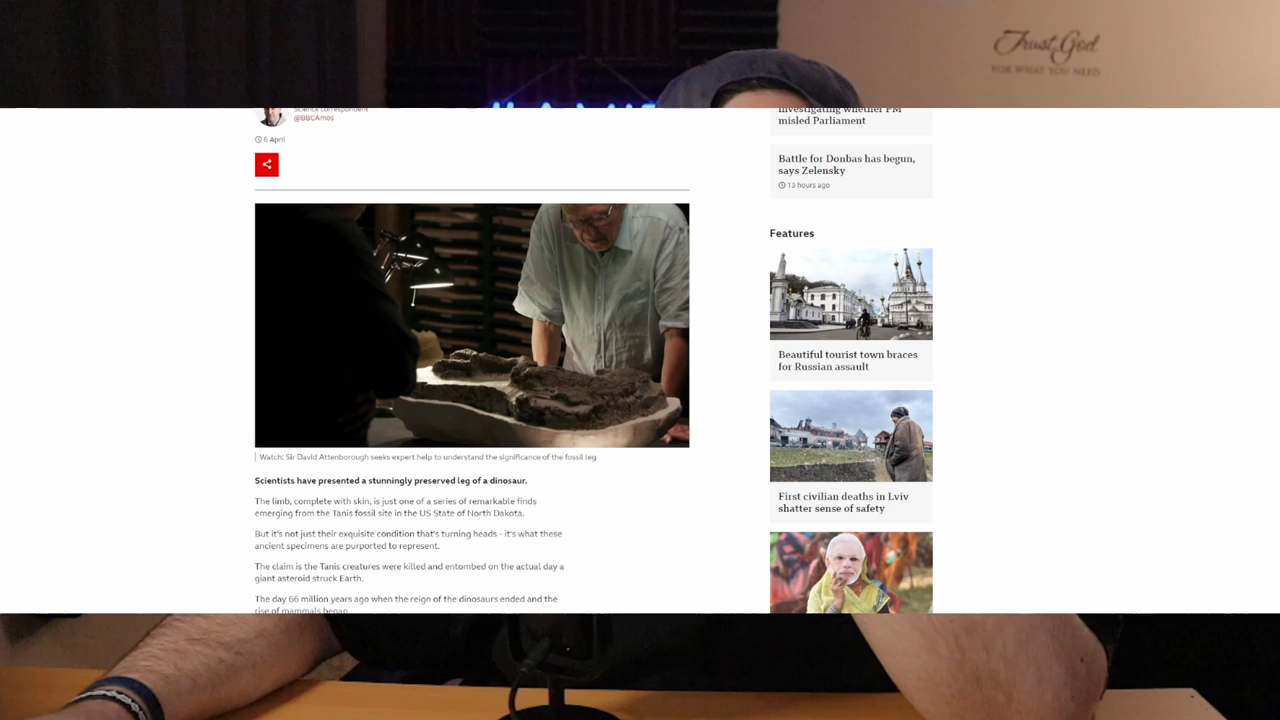 Trust God
FOR WHAT YOU NEED
Science correspondent
@BBCAmos
6 April
investigating whether PM
misled Parliament
Battle for Donbas has begun,
says Zelensky
13 hours ago
Features
Beautiful tourist town braces
for Russian assault
First civilian deaths in Lviv
shatter sense of safety
Watch: Sir David Attenborough seeks expert help to understand the significance of the fossil leg
Scientists have presented a stunningly preserved leg of a dinosaur.
The limb, complete with skin, is just one of a series of remarkable finds
emerging from the Tanis fossil site in the US State of North Dakota.
But it's not just their exquisite condition that's turning heads - it's what these
ancient specimens are purported to represent.
The claim is the Tanis creatures were killed and entombed on the actual day a
giant asteroid struck Earth.
The day 66 million years ago when the reign of the dinosaurs ended and the
rise of mammals began.